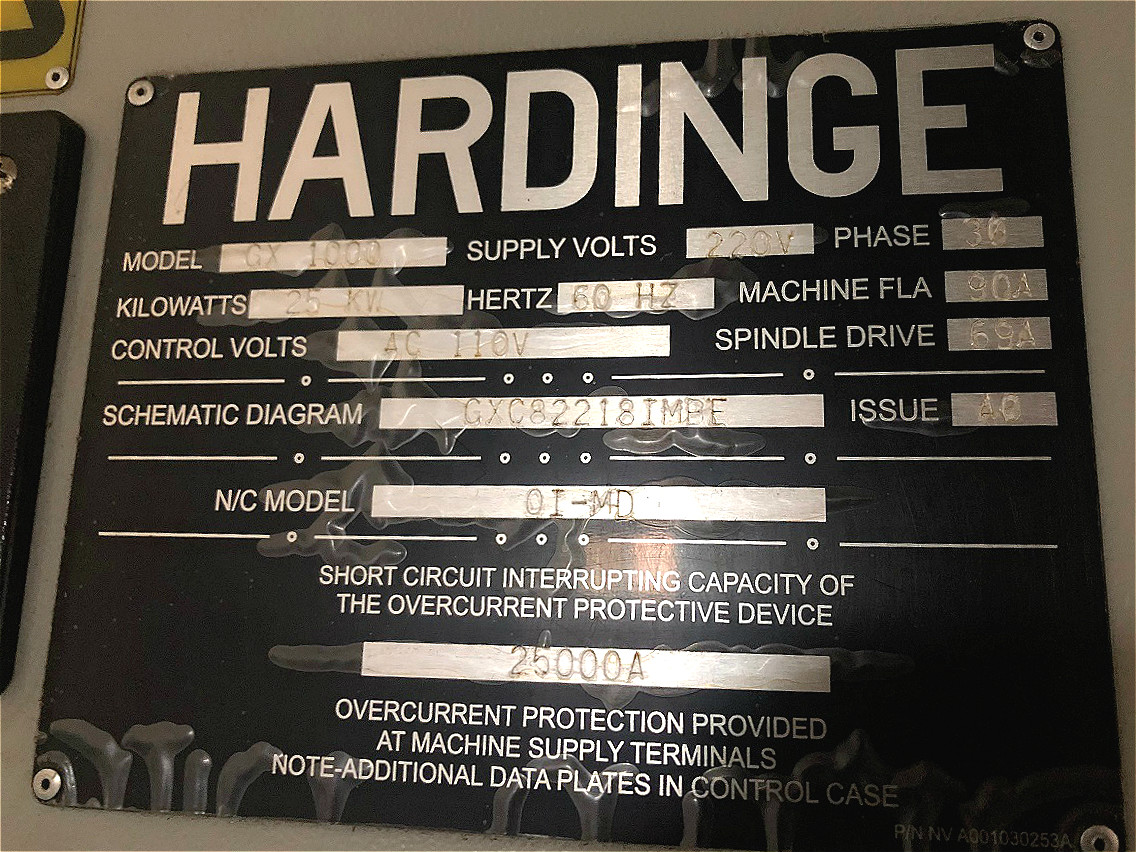 HARDINGE
MODEL GX 1000 SUPPLY VOLTS 220V PHASE 3Ø
KILOWATTS 25 KW HERTZ 60 HZ MACHINE FLA 90A
CONTROL VOLTS AC 110V SPINDLE DRIVE 69A
SCHEMATIC DIAGRAM GXC82218IMBE ISSUE A0
N/C MODEL 0I-MD
SHORT CIRCUIT INTERRUPTING CAPACITY OF
THE OVERCURRENT PROTECTIVE DEVICE
25000A
OVERCURRENT PROTECTION PROVIDED
AT MACHINE SUPPLY TERMINALS
NOTE-ADDITIONAL DATA PLATES IN CONTROL CASE
P/N NV A001030253A